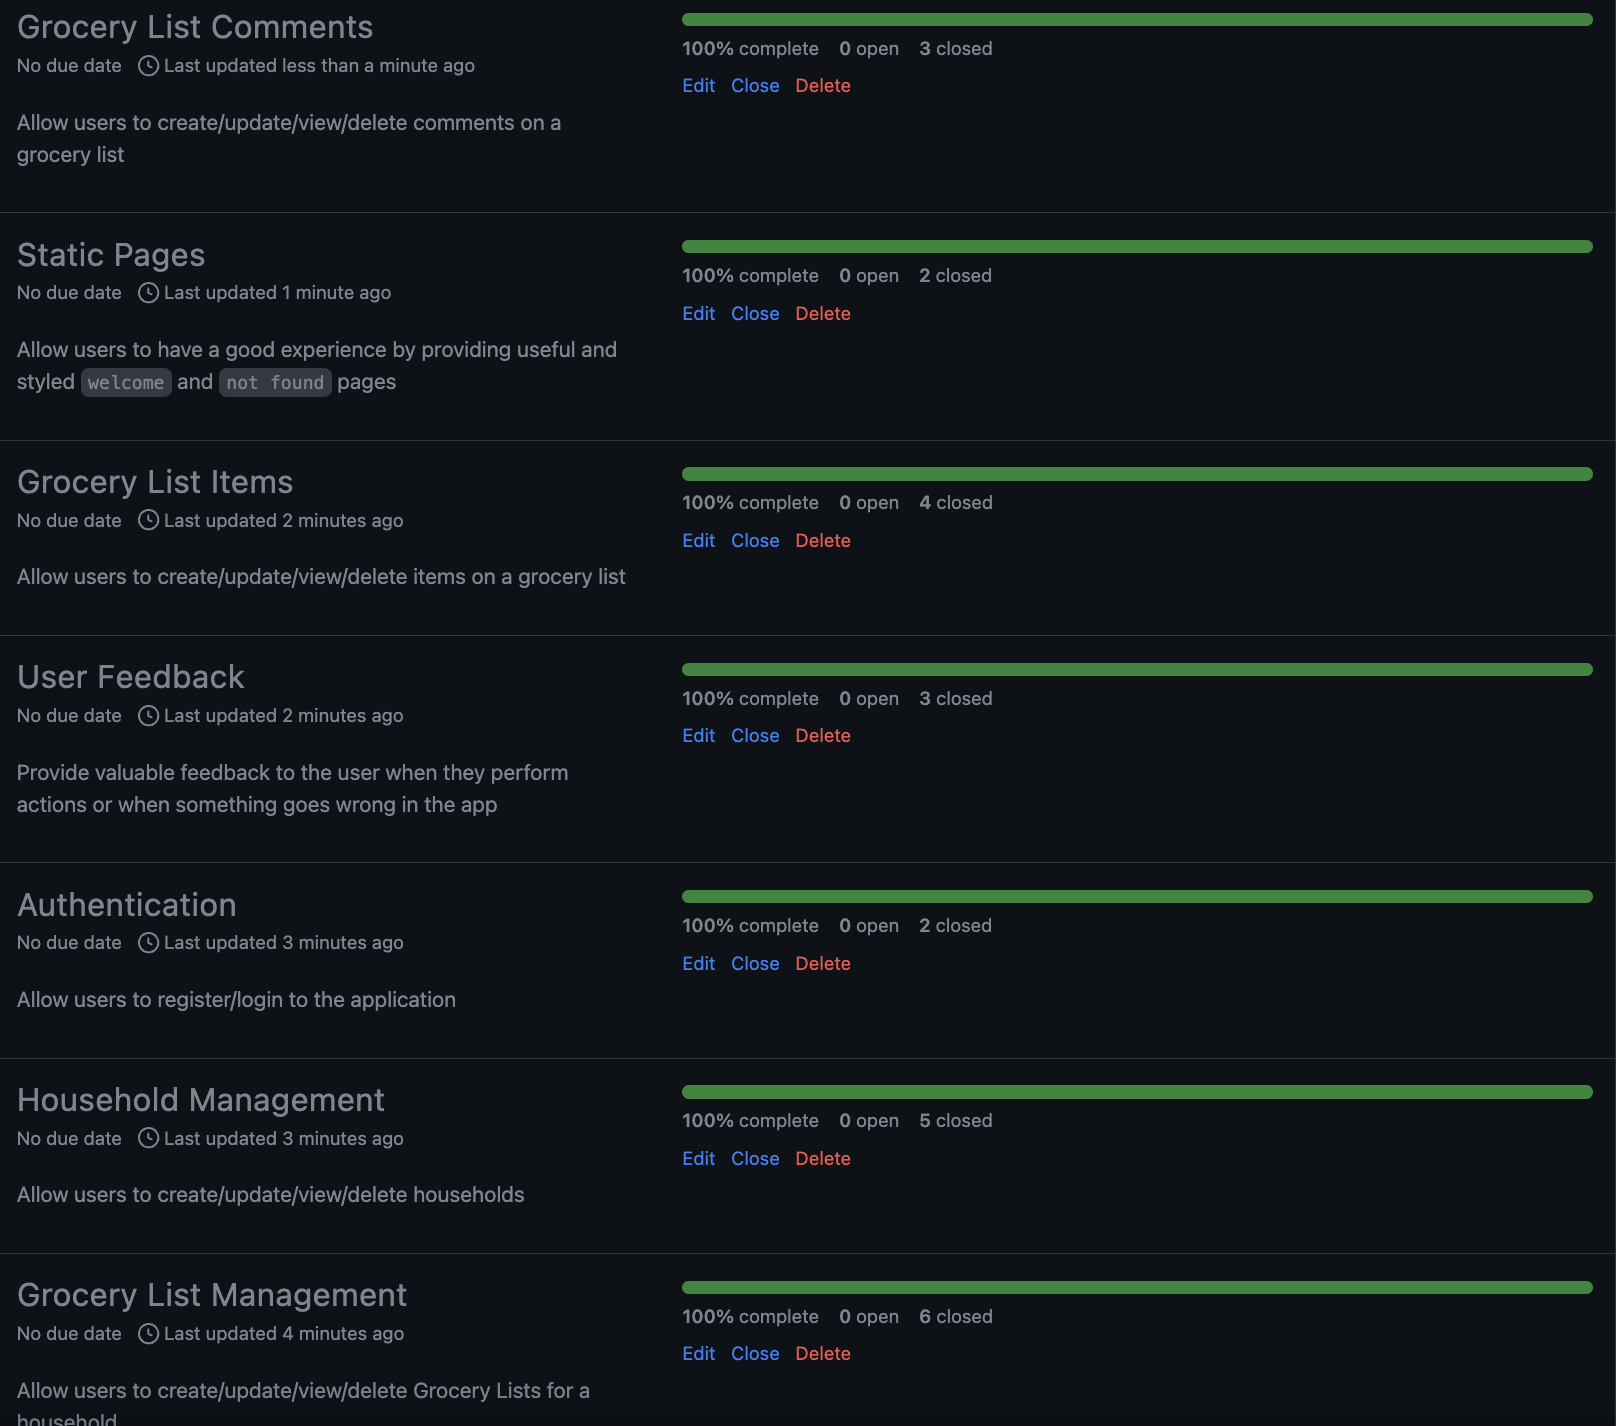 Grocery List Comments
No due date Last updated less than a minute ago
Allow users to create/update/view/delete comments on a
grocery list
100% complete 0 open 3 closed
Edit Close Delete
Static Pages
No due date Last updated 1 minute ago
Allow users to have a good experience by providing useful and
styled welcome and not found pages
100% complete 0 open 2 closed
Edit Close Delete
Grocery List Items
No due date Last updated 2 minutes ago
Allow users to create/update/view/delete items on a grocery list
100% complete 0 open 4 closed
Edit Close Delete
User Feedback
No due date Last updated 2 minutes ago
Provide valuable feedback to the user when they perform
actions or when something goes wrong in the app
100% complete 0 open 3 closed
Edit Close Delete
Authentication
No due date Last updated 3 minutes ago
Allow users to register/login to the application
100% complete 0 open 2 closed
Edit Close Delete
Household Management
No due date Last updated 3 minutes ago
Allow users to create/update/view/delete households
100% complete 0 open 5 closed
Edit Close Delete
Grocery List Management
No due date Last updated 4 minutes ago
Allow users to create/update/view/delete Grocery Lists for a
household
100% complete 0 open 6 closed
Edit Close Delete